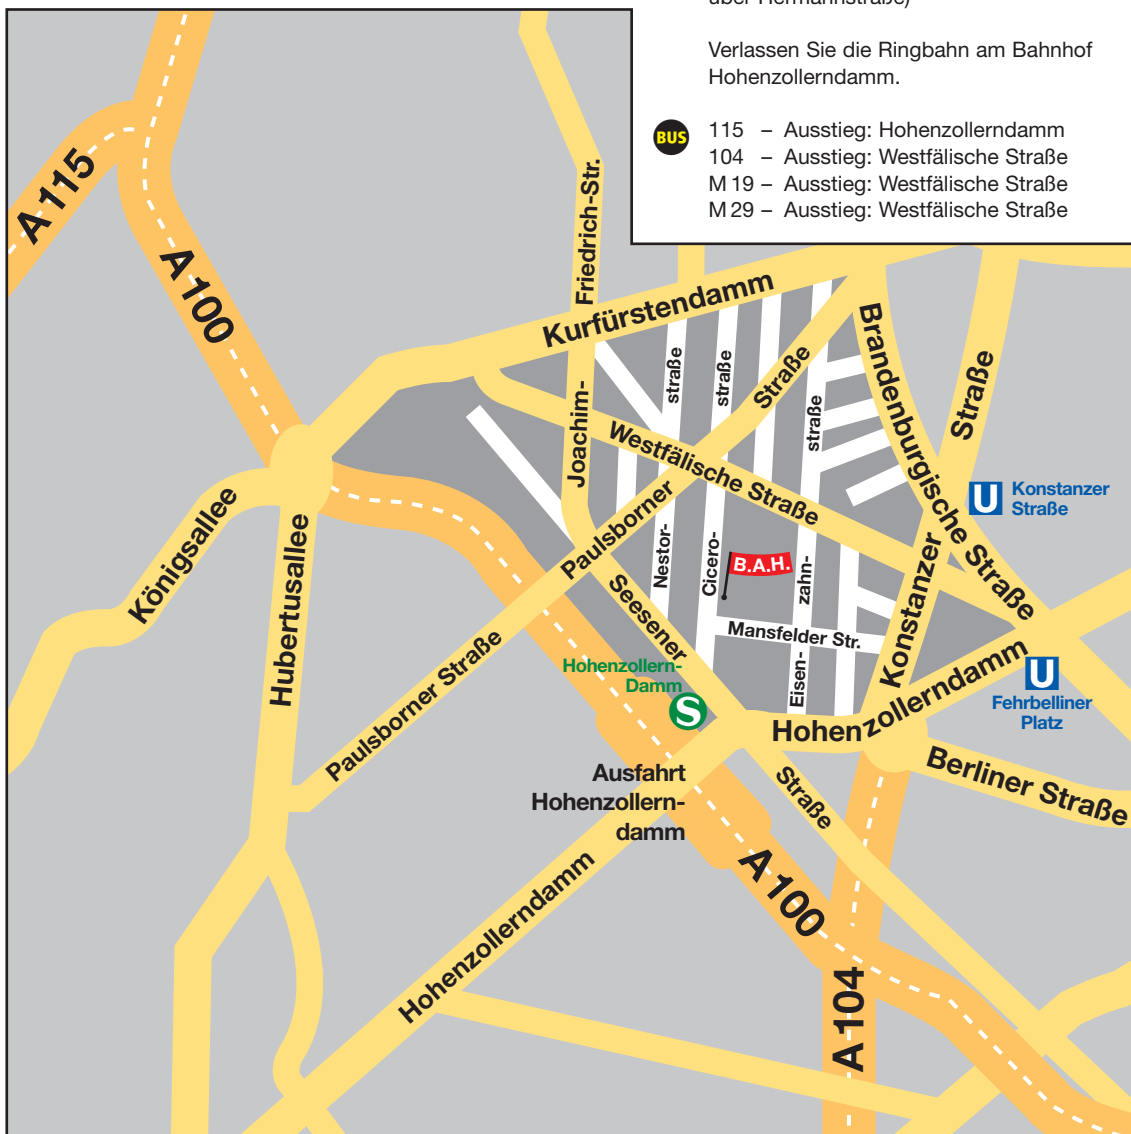 über Hermannstraße)
Verlassen Sie die Ringbahn am Bahnhof
Hohenzollerndamm.
BUS
115 – Ausstieg: Hohenzollerndamm
104 – Ausstieg: Westfälische Straße
M 19 – Ausstieg: Westfälische Straße
M 29 – Ausstieg: Westfälische Straße
A 115
A 100
Friedrich-Str.
Joachim-
Kurfürstendamm
straße
straße
Straße
straße
Brandenburgische Straße
Straße
Westfälische Straße
U Konstanzer
Straße
Königsallee
Hubertusallee
Paulsborner
Nestor-
Cicero-
B.A.H.
zahn-
Eisen-
Konstanzer
Seesener
Mansfelder Str.
Hohenzollern-
Damm
S
Paulsborner Straße
Hohenzollerndamm
U
Fehrbelliner
Platz
Berliner Straße
Ausfahrt
Hohenzollern-
damm
Straße
A 100
Hohenzollerndamm
A 104